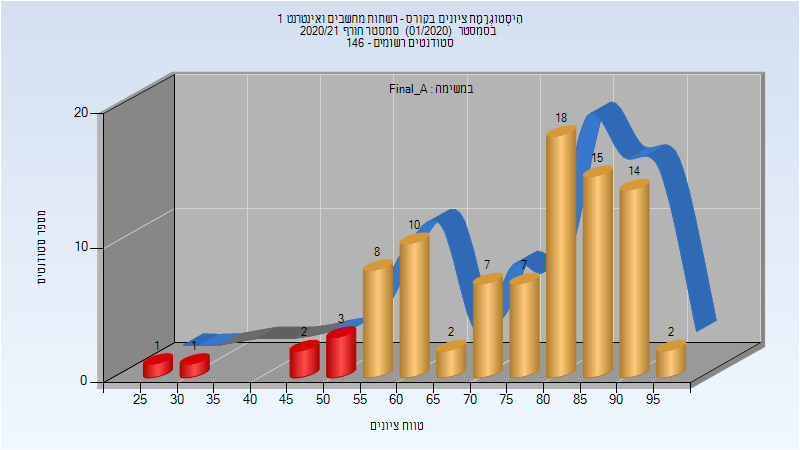 היסטוגרמת ציונים בקורס - רשתות מחשבים ואינטרנט 1
בסמסטר (01/2020) סמסטר חורף 2020/21
סטודנטים רשומים - 146
במשימה : Final_A
מספר סטודנטים
20
10
0
1
1
2
3
8
10
2
7
7
18
15
14
2
25 30 35 40 45 50 55 60 65 70 75 80 85 90 95
טווח ציונים